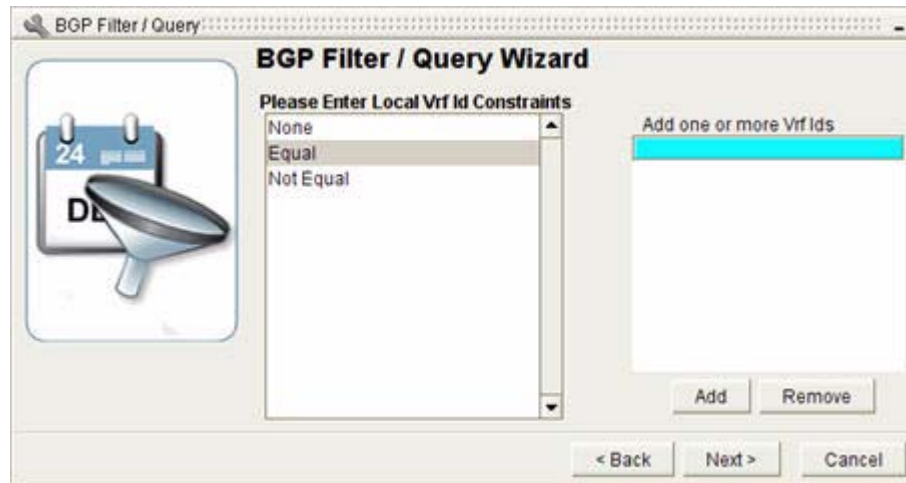 BGP Filter / Query
BGP Filter / Query Wizard
Please Enter Local Vrf Id Constraints
None
Equal
Not Equal
Add one or more Vrf Ids
24
Add
Remove
< Back
Next >
Cancel